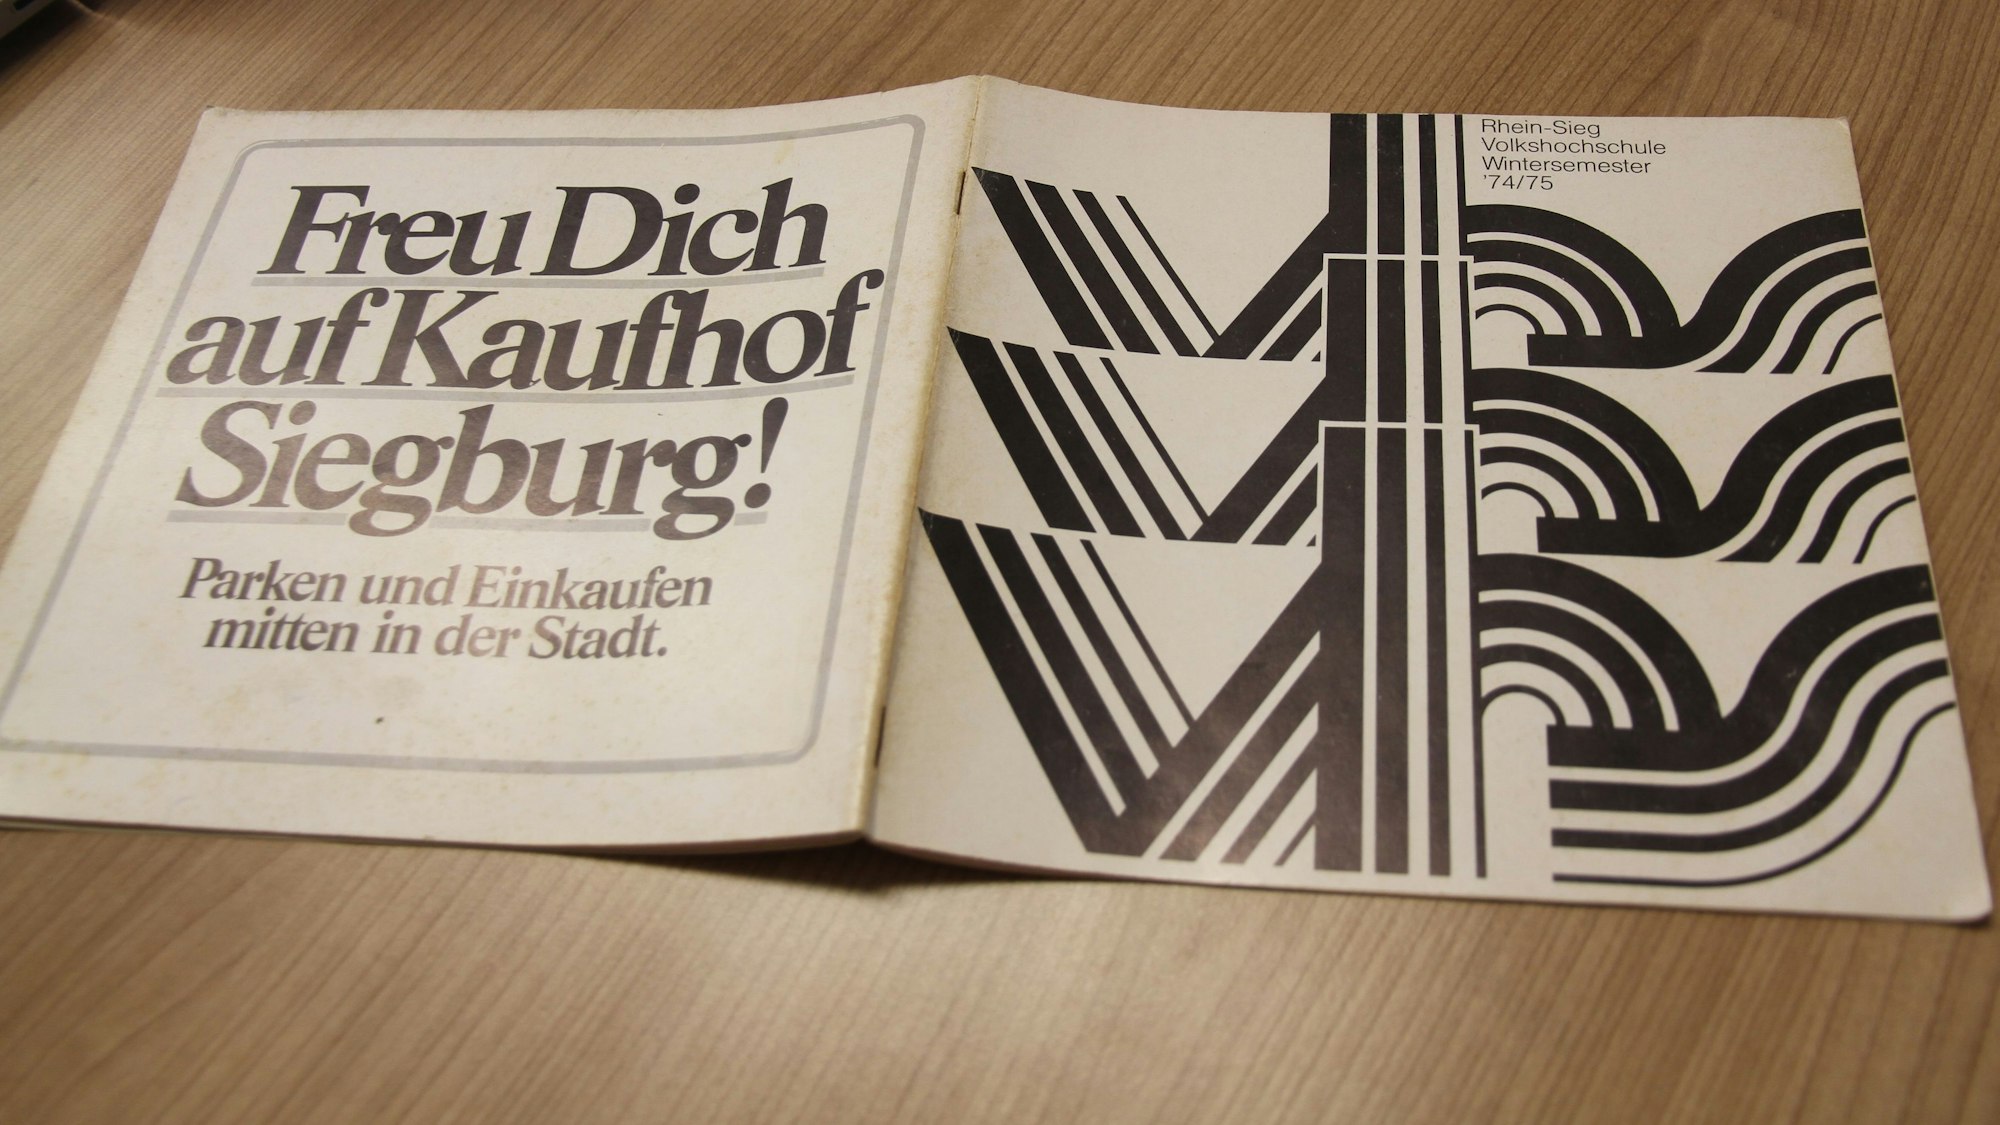 Freu Dich
auf Kaufhof
Siegburg!
Parken und Einkaufen
mitten in der Stadt.
Rhein-Sieg
Volkshochschule
Wintersemester
'74/75